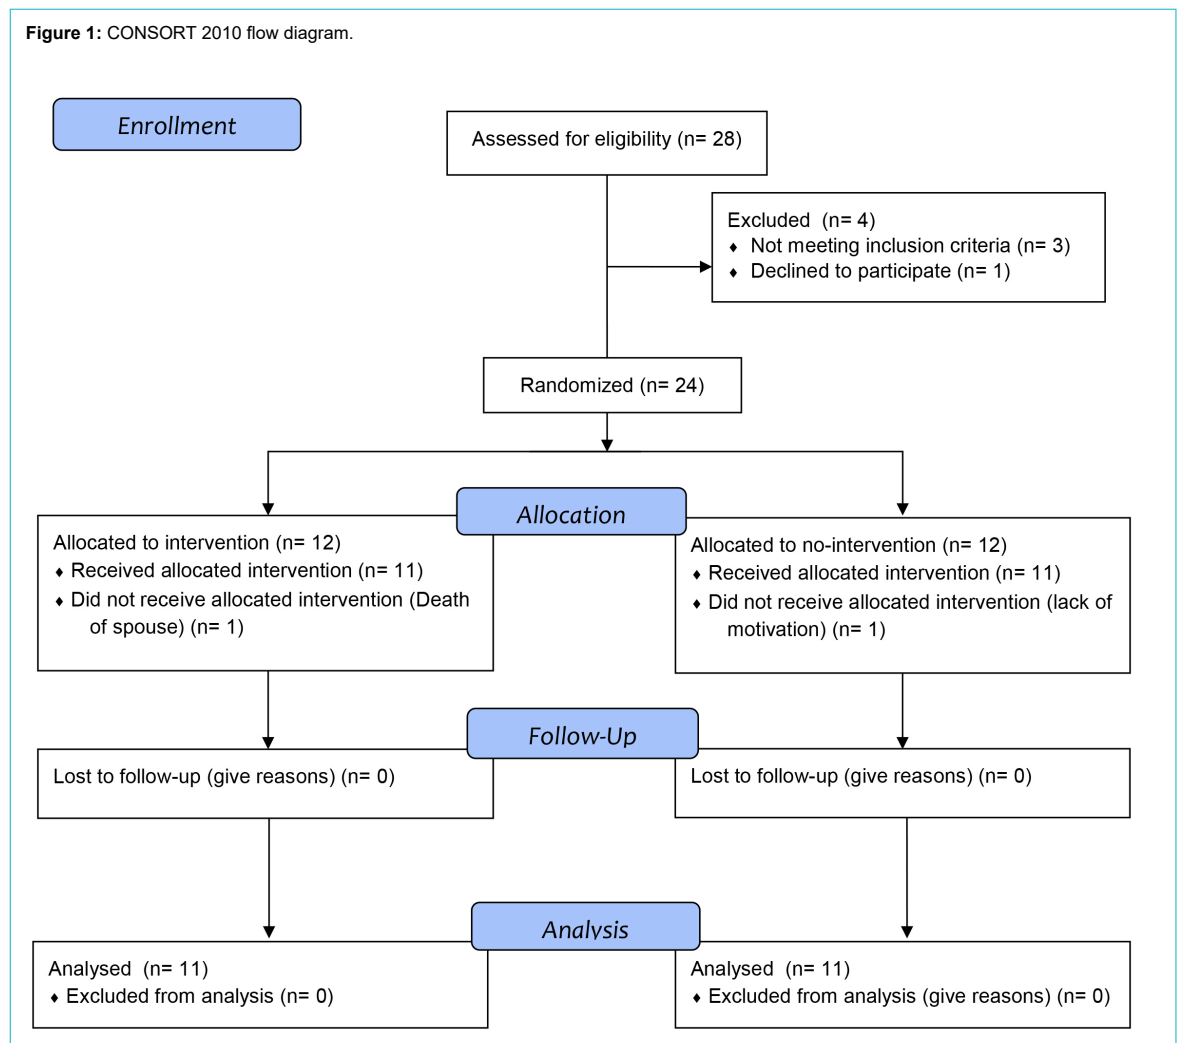 Figure 1: CONSORT 2010 flow diagram.
Enrollment
Assessed for eligibility (n= 28)
Excluded (n= 4)
♦ Not meeting inclusion criteria (n= 3)
♦ Declined to participate (n= 1)
Randomized (n= 24)
Allocation
Allocated to intervention (n= 12)
♦ Received allocated intervention (n= 11)
♦ Did not receive allocated intervention (Death
of spouse) (n= 1)
Allocated to no-intervention (n= 12)
♦ Received allocated intervention (n= 11)
♦ Did not receive allocated intervention (lack of
motivation) (n= 1)
Follow-Up
Lost to follow-up (give reasons) (n= 0)
Lost to follow-up (give reasons) (n= 0)
Analysis
Analysed (n= 11)
♦ Excluded from analysis (n= 0)
Analysed (n= 11)
♦ Excluded from analysis (give reasons) (n= 0)